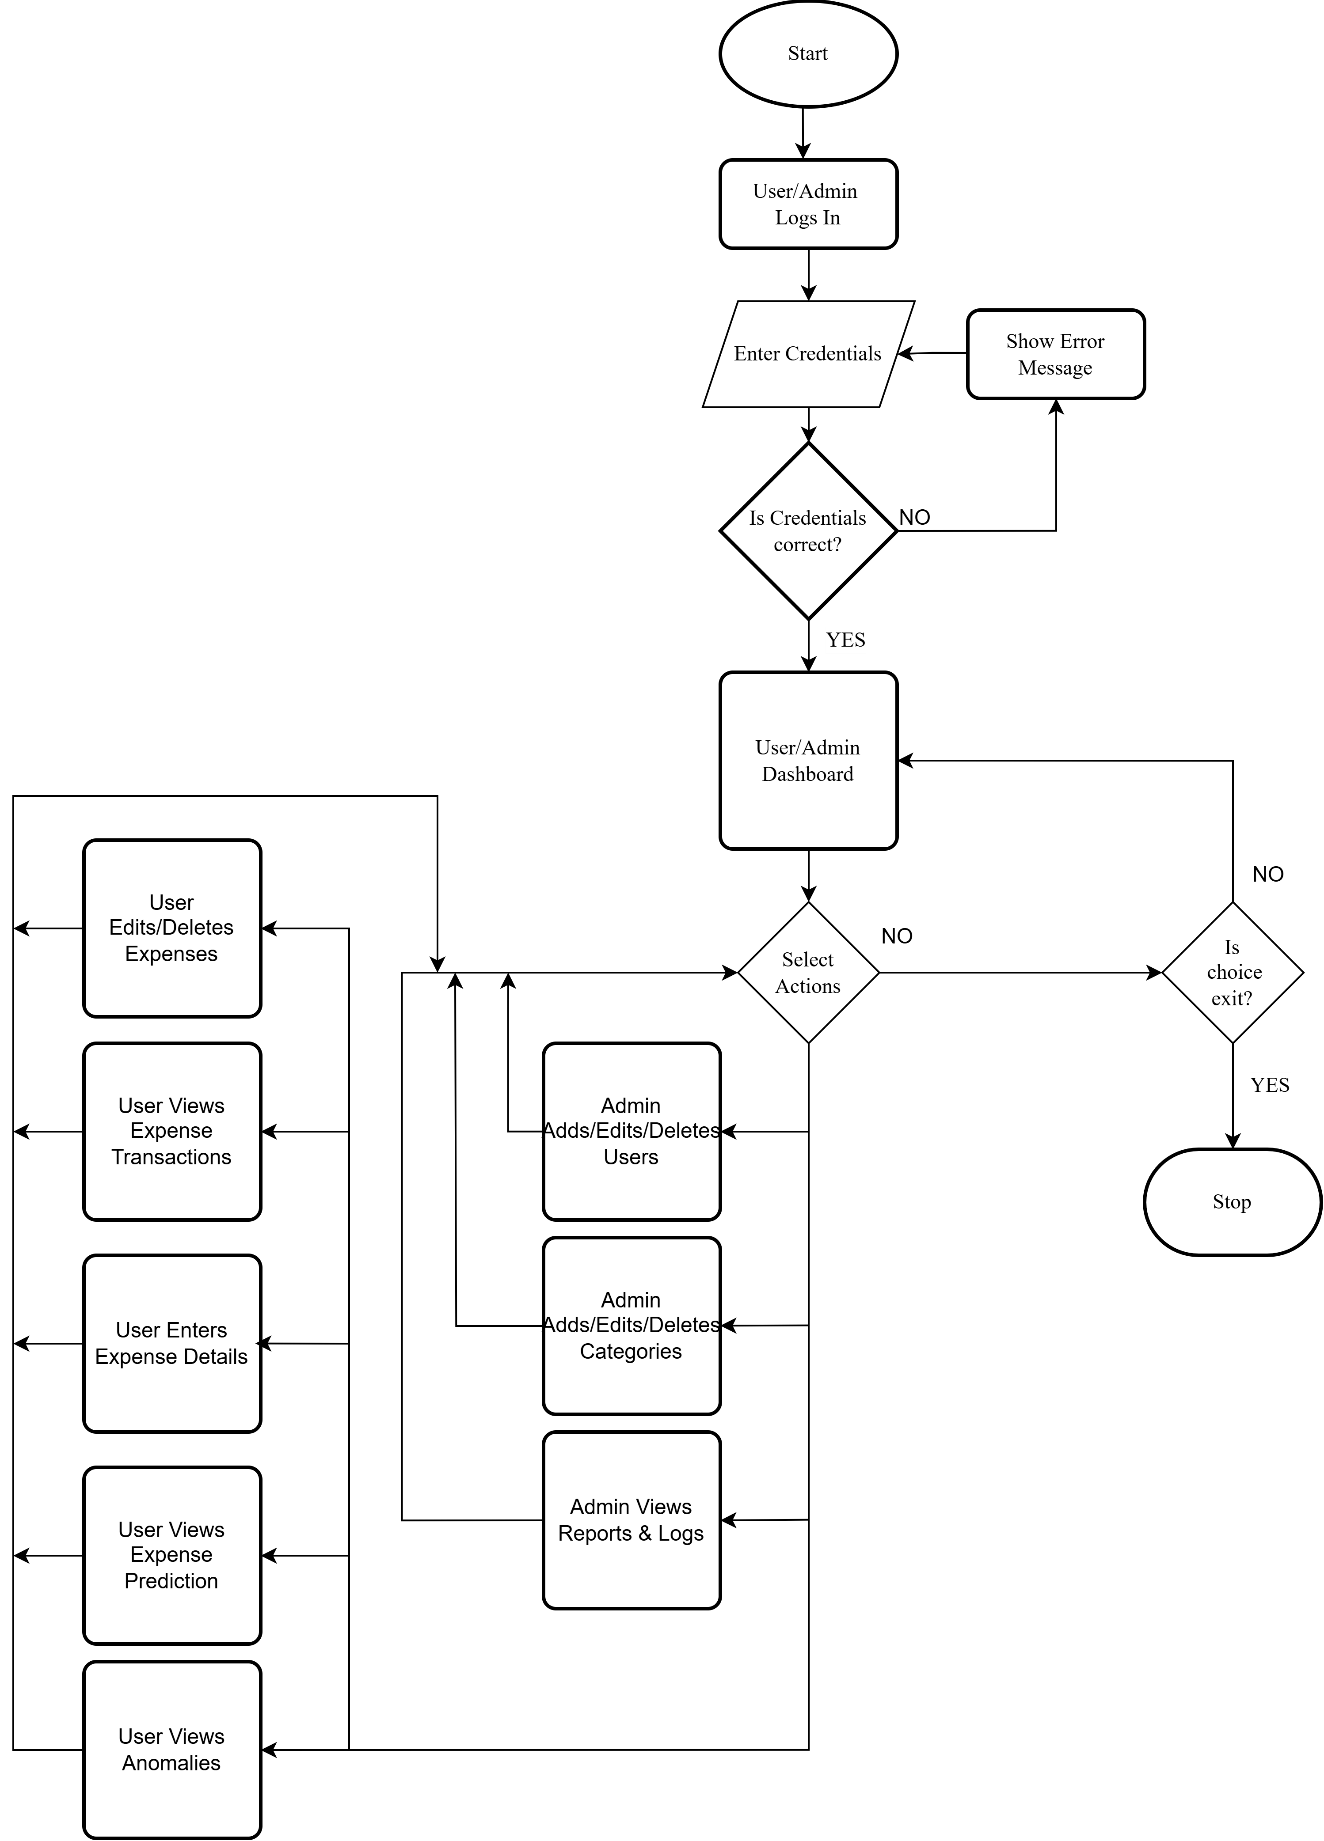 Start
User/Admin
Logs In
Enter Credentials
Show Error
Message
Is Credentials
correct?
NO
YES
User/Admin
Dashboard
NO
Select
Actions
NO
Is
choice
exit?
YES
Stop
User
Edits/Deletes
Expenses
User Views
Expense
Transactions
User Enters
Expense Details
User Views
Expense
Prediction
User Views
Anomalies
Admin
Adds/Edits/Deletes
Users
Admin
Adds/Edits/Deletes
Categories
Admin Views
Reports & Logs